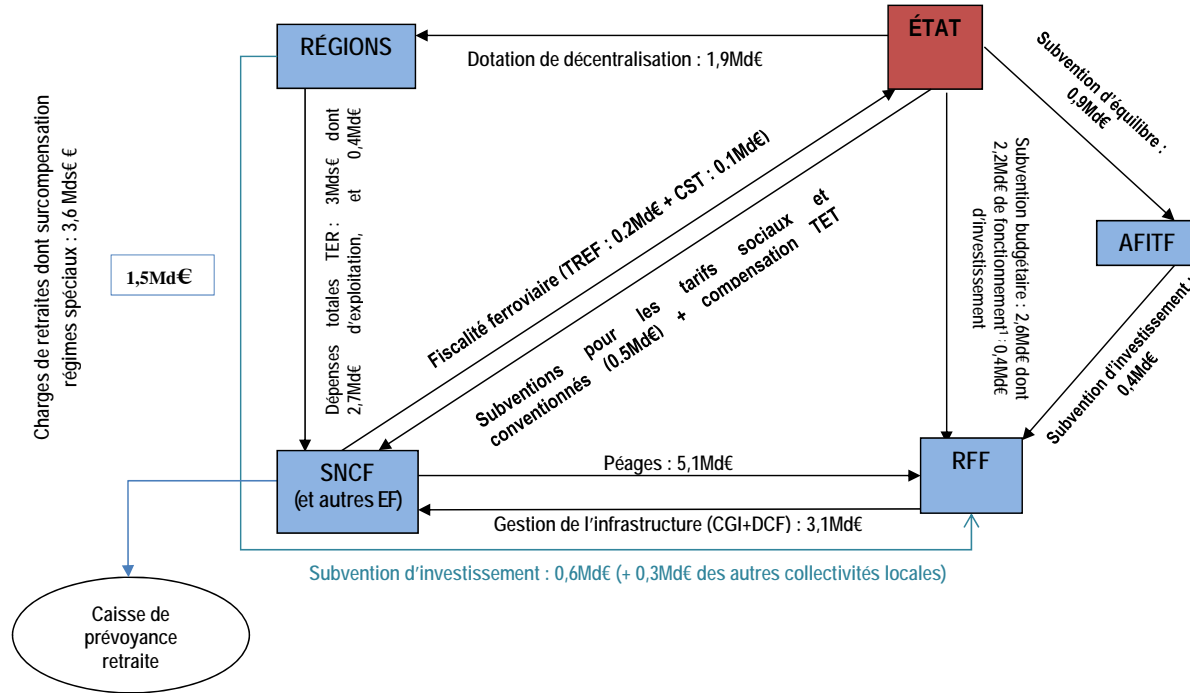 RÉGIONS
ÉTAT
Dotation de décentralisation : 1,9Md€
Subvention d'équilibre :
0,9Md€
Charges de retraites dont surcompensation
régimes spéciaux : 3,6 Mds€ €
1,5Md€
Dépenses totales TER : 3Mds€ dont
2,7Md€ d'exploitation, et 0,4Md€
Fiscalité ferroviaire (TREF : 0.2Md€ + CST : 0.1Md€)
Subventions pour les tarifs sociaux et
conventionnés (0.5Md€) + compensation TET
Subvention budgétaire : 2,6Md€ dont
2,2Md€ de fonctionnement¹ ; 0,4Md€
d'investissement
AFITF
Subvention d'investissement :
0,4Md€
SNCF
(et autres EF)
Péages : 5,1Md€
RFF
Gestion de l'infrastructure (CGI+DCF) : 3,1Md€
Subvention d'investissement : 0,6Md€ (+ 0,3Md€ des autres collectivités locales)
Caisse de
prévoyance
retraite